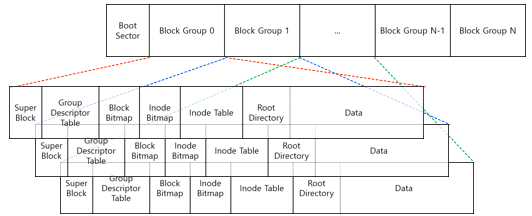 Boot Sector
Block Group 0
Block Group 1
...
Block Group N-1
Block Group N
Super Block
Group Descriptor Table
Block Bitmap
Inode Bitmap
Inode Table
Root Directory
Data
Super Block
Group Descriptor Table
Block Bitmap
Inode Bitmap
Inode Table
Root Directory
Data
Super Block
Group Descriptor Table
Block Bitmap
Inode Bitmap
Inode Table
Root Directory
Data